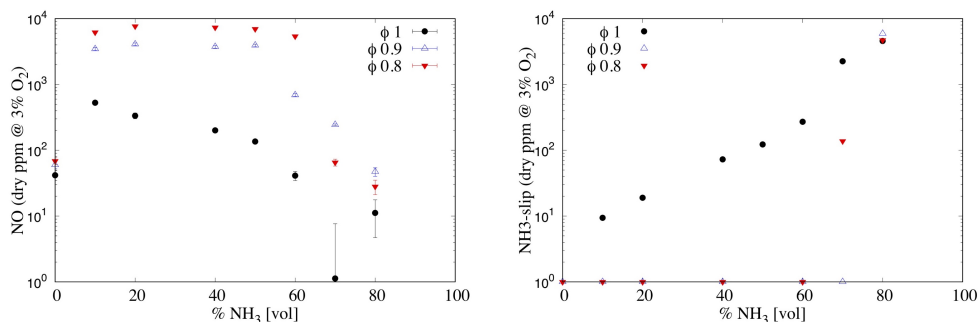 10⁴
10³
10²
10¹
10⁰
NO (dry ppm @ 3% O₂)
0
20
40
60
80
100
% NH₃ [vol]
ϕ 1
ϕ 0.9
ϕ 0.8
10⁴
10³
10²
10¹
10⁰
NH3-slip (dry ppm @ 3% O₂)
0
20
40
60
80
100
% NH₃ [vol]
ϕ 1
ϕ 0.9
ϕ 0.8